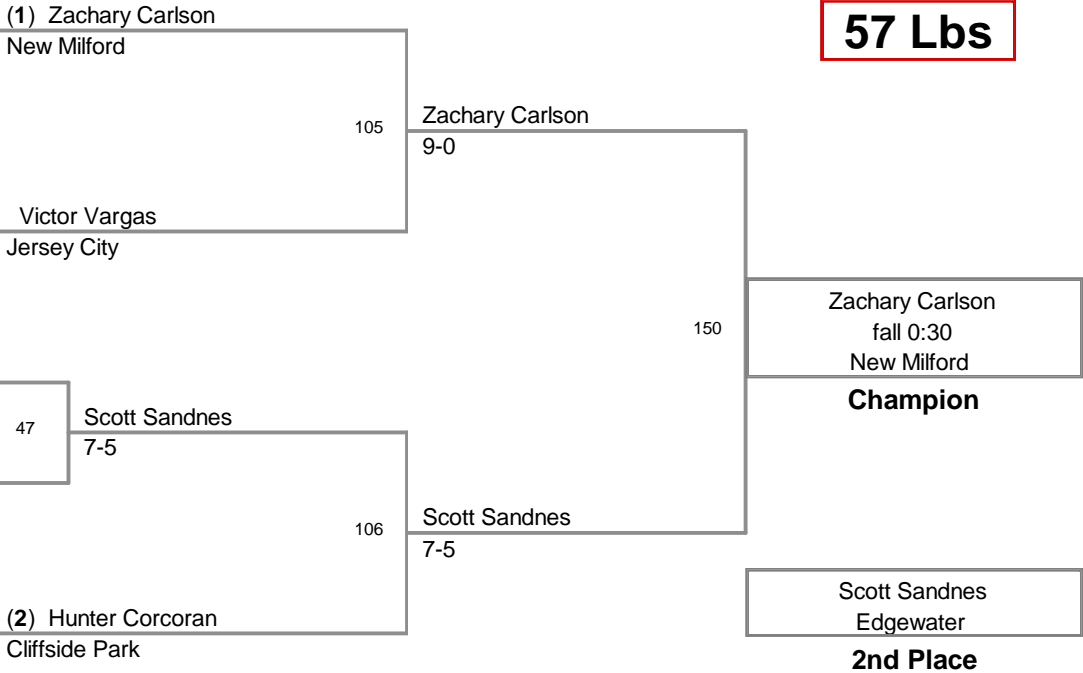 (1) Zachary Carlson
New Milford
57 Lbs
105
Zachary Carlson
9-0
Victor Vargas
Jersey City
150
Zachary Carlson
fall 0:30
New Milford
Champion
47
Scott Sandnes
7-5
106
Scott Sandnes
7-5
(2) Hunter Corcoran
Cliffside Park
Scott Sandnes
Edgewater
2nd Place